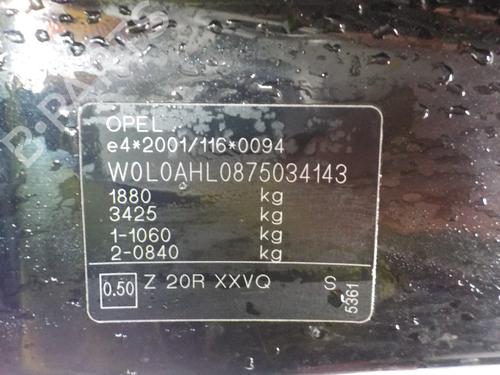 B-PARTS
OPEL
e4*2001/116*0094
W0L0AHL0875034143
1880 kg
3425 kg
1-1060 kg
2-0840 kg
0.50 Z 20R XXVQ S
5361